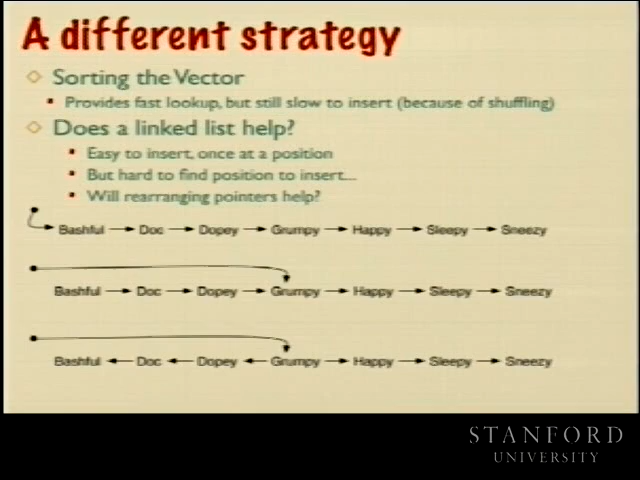 A different strategy
Sorting the Vector
Provides fast lookup, but still slow to insert (because of shuffling)
Does a linked list help?
Easy to insert, once at a position
But hard to find position to insert...
Will rearranging pointers help?
Bashful Doc Dopey Grumpy Happy Sleepy Sneezy
Bashful Doc Dopey Grumpy Happy Sleepy Sneezy
Bashful Doc Dopey Grumpy Happy Sleepy Sneezy
STANFORD
UNIVERSITY